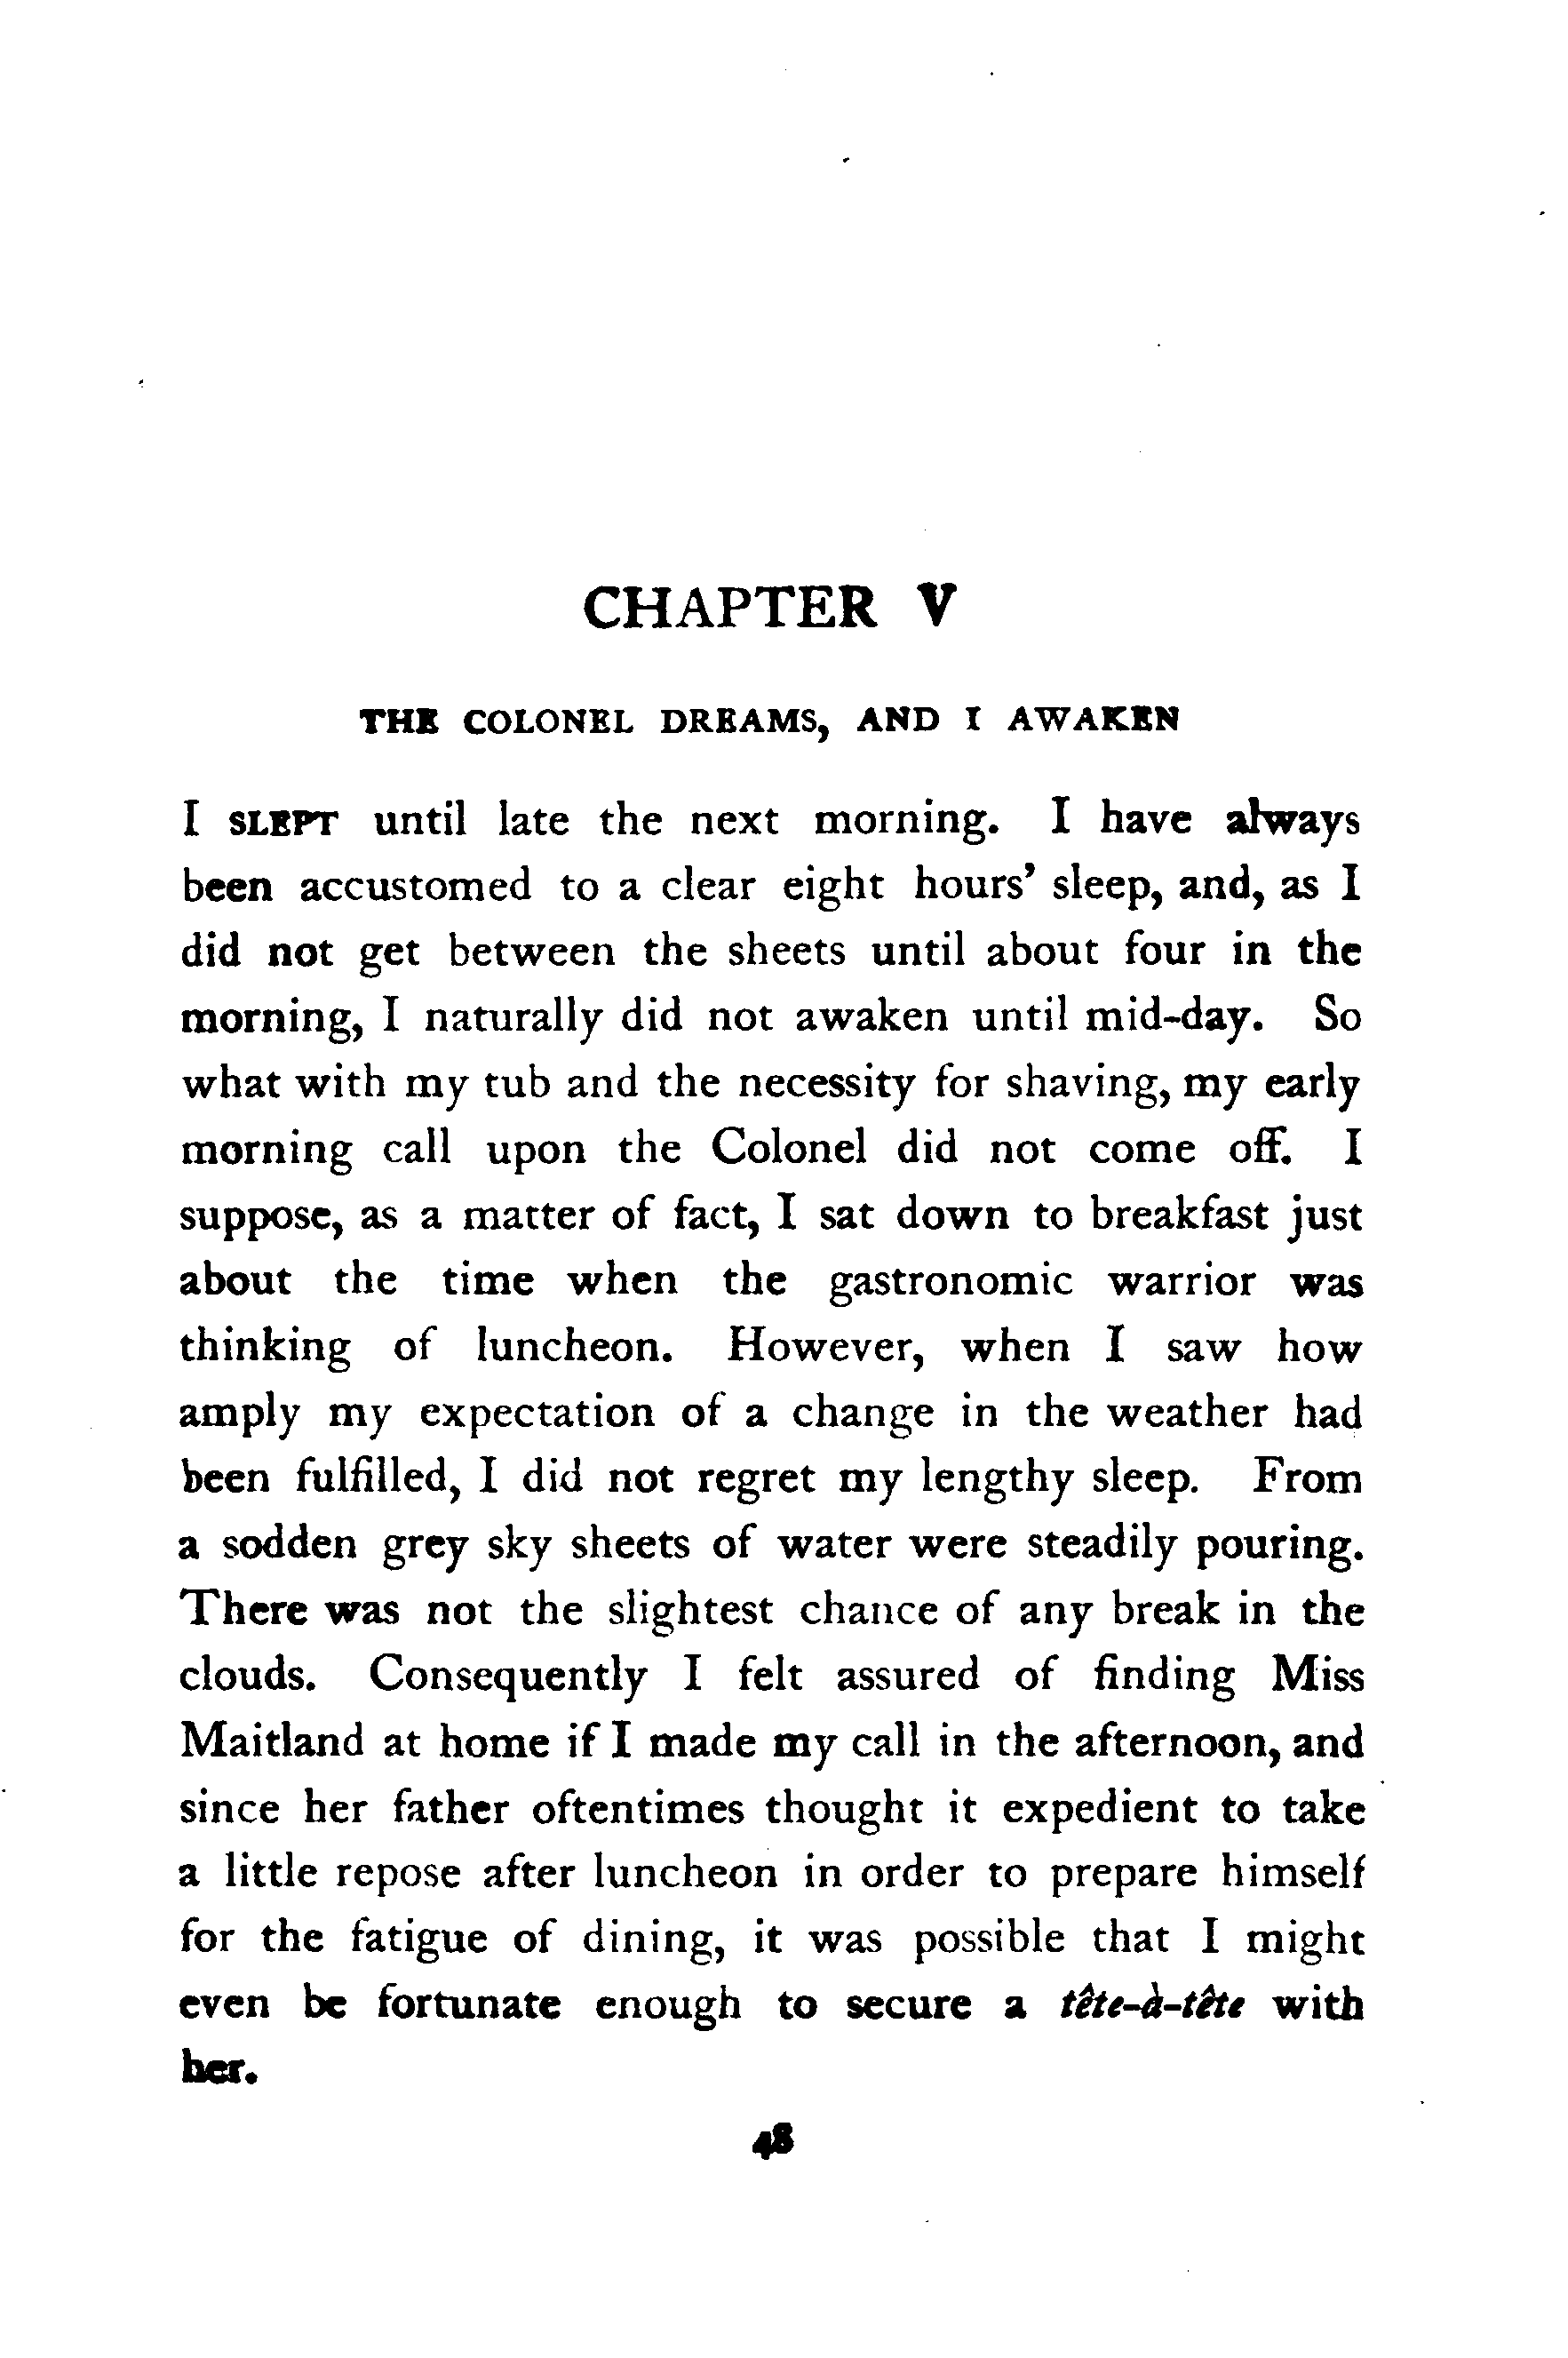 CHAPTER V
THE COLONEL DREAMS, AND I AWAKEN
I SLEPT until late the next morning. I have always
been accustomed to a clear eight hours' sleep, and, as I
did not get between the sheets until about four in the
morning, I naturally did not awaken until mid-day. So
what with my tub and the necessity for shaving, my early
morning call upon the Colonel did not come off. I
suppose, as a matter of fact, I sat down to breakfast just
about the time when the gastronomic warrior was
thinking of luncheon. However, when I saw how
amply my expectation of a change in the weather had
been fulfilled, I did not regret my lengthy sleep. From
a sodden grey sky sheets of water were steadily pouring.
There was not the slightest chance of any break in the
clouds. Consequently I felt assured of finding Miss
Maitland at home if I made my call in the afternoon, and
since her father oftentimes thought it expedient to take
a little repose after luncheon in order to prepare himself
for the fatigue of dining, it was possible that I might
even be fortunate enough to secure a tête-à-tête with
her.
48